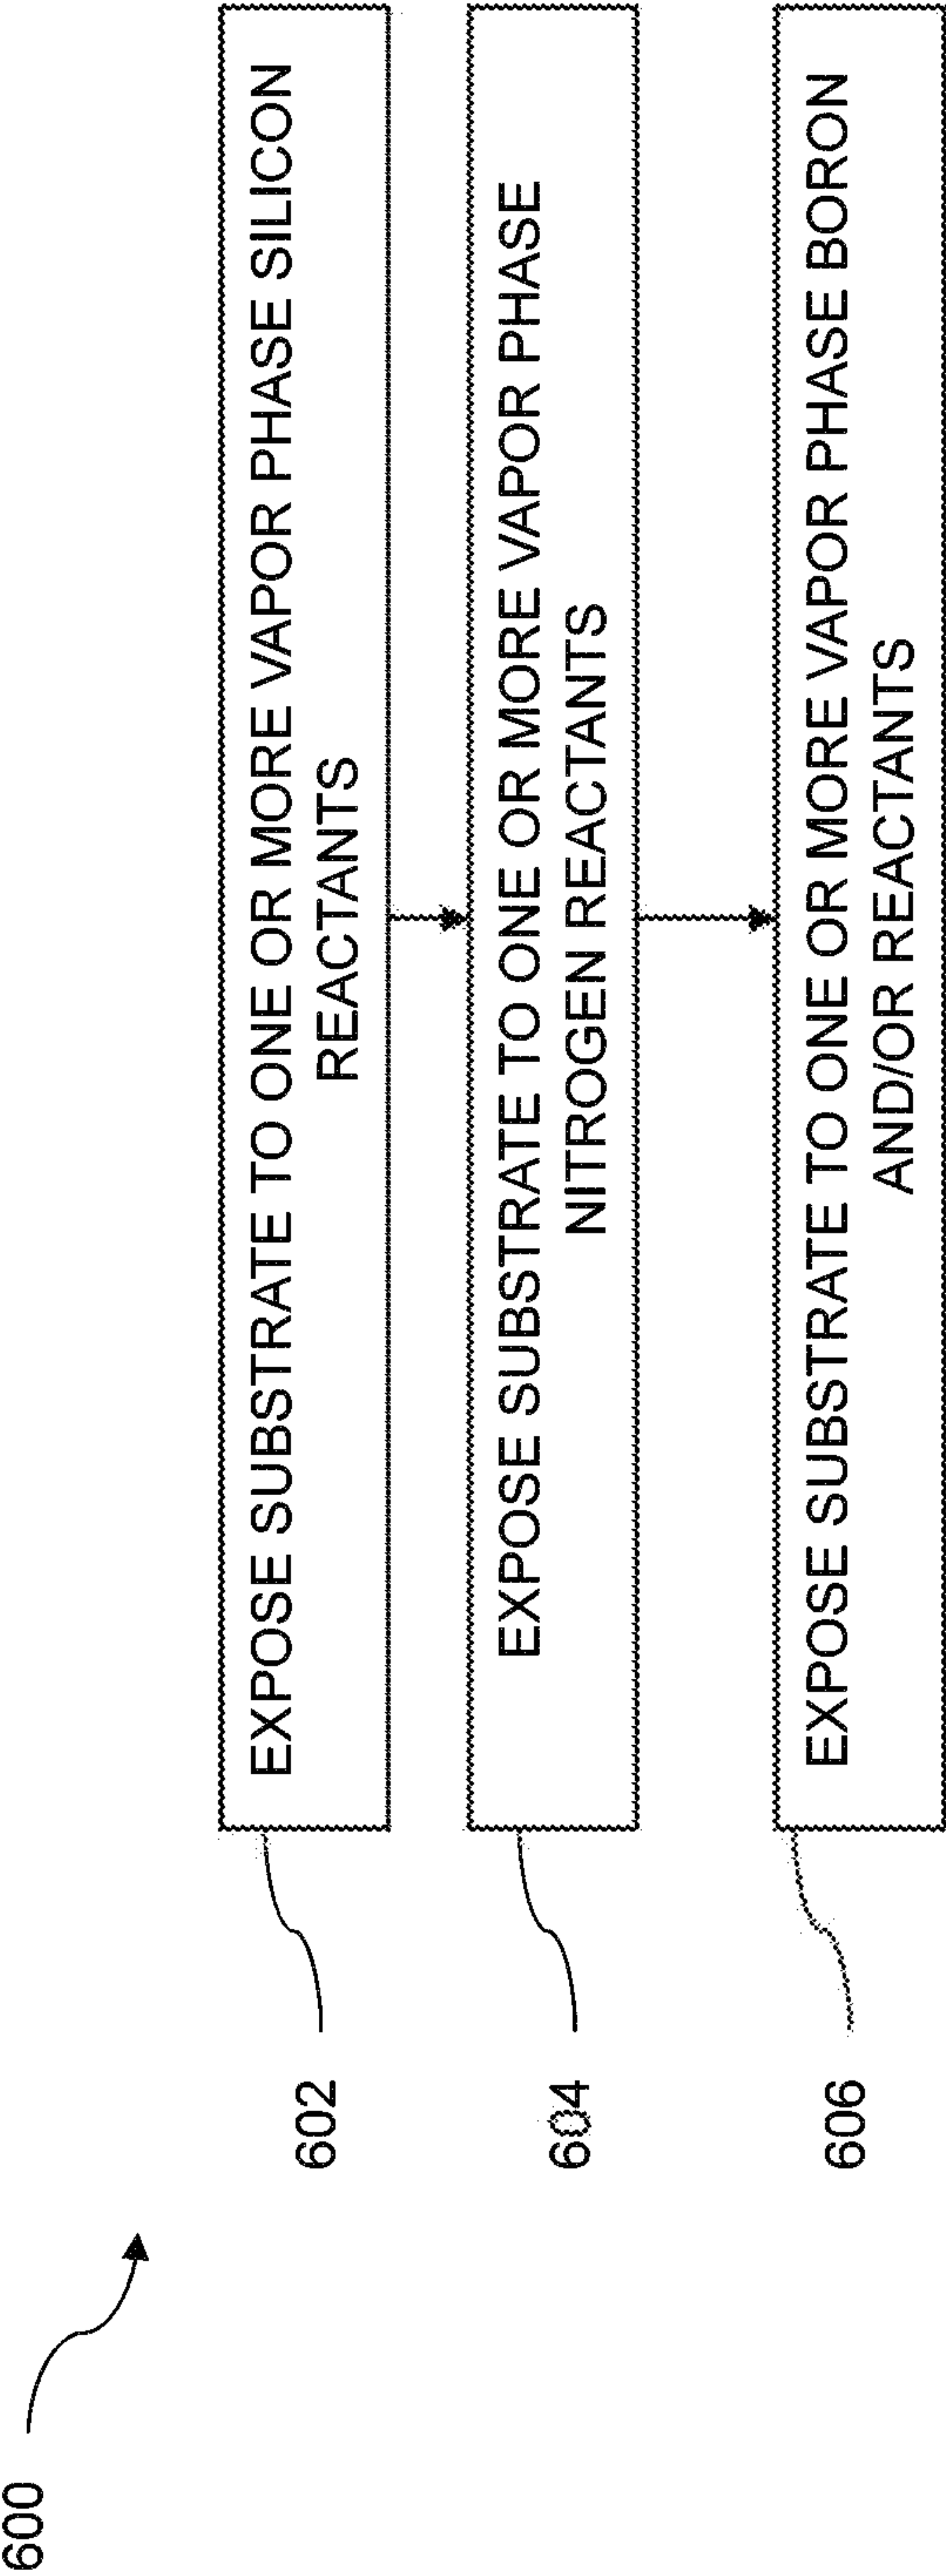 600
602
EXPOSE SUBSTRATE TO ONE OR MORE VAPOR PHASE SILICON
REACTANTS
604
EXPOSE SUBSTRATE TO ONE OR MORE VAPOR PHASE
NITROGEN REACTANTS
606
EXPOSE SUBSTRATE TO ONE OR MORE VAPOR PHASE BORON
AND/OR REACTANTS